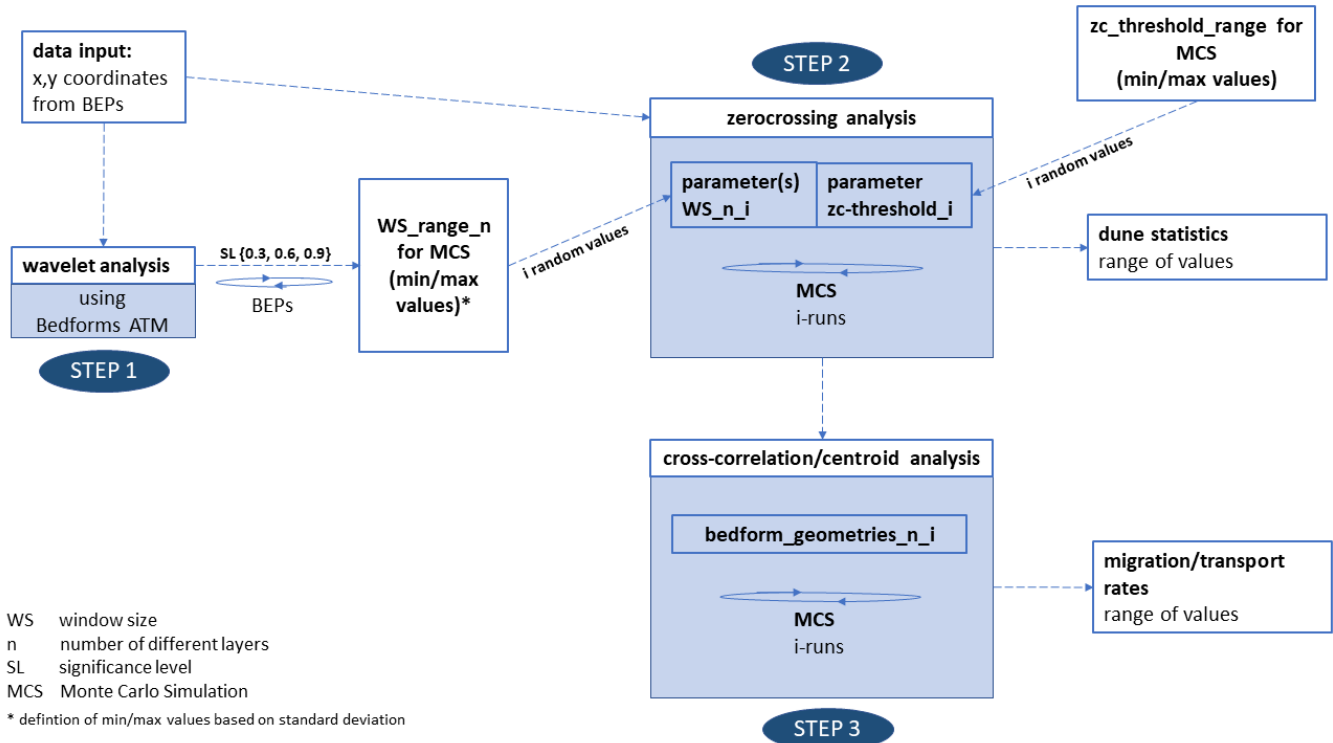 data input:
x,y coordinates
from BEPs
STEP 2
zc_threshold_range for
MCS
(min/max values)
zerocrossing analysis
i random values
parameter(s)
WS_n_i
parameter
zc-threshold_i
WS_range_n
for MCS
(min/max
values)*
i random values
dune statistics
range of values
wavelet analysis
using
Bedforms ATM
SL {0.3, 0.6, 0.9}
BEPs
MCS
i-runs
STEP 1
cross-correlation/centroid analysis
bedform_geometries_n_i
migration/transport
rates
range of values
MCS
i-runs
WS window size
n number of different layers
SL significance level
MCS Monte Carlo Simulation
* defintion of min/max values based on standard deviation
STEP 3